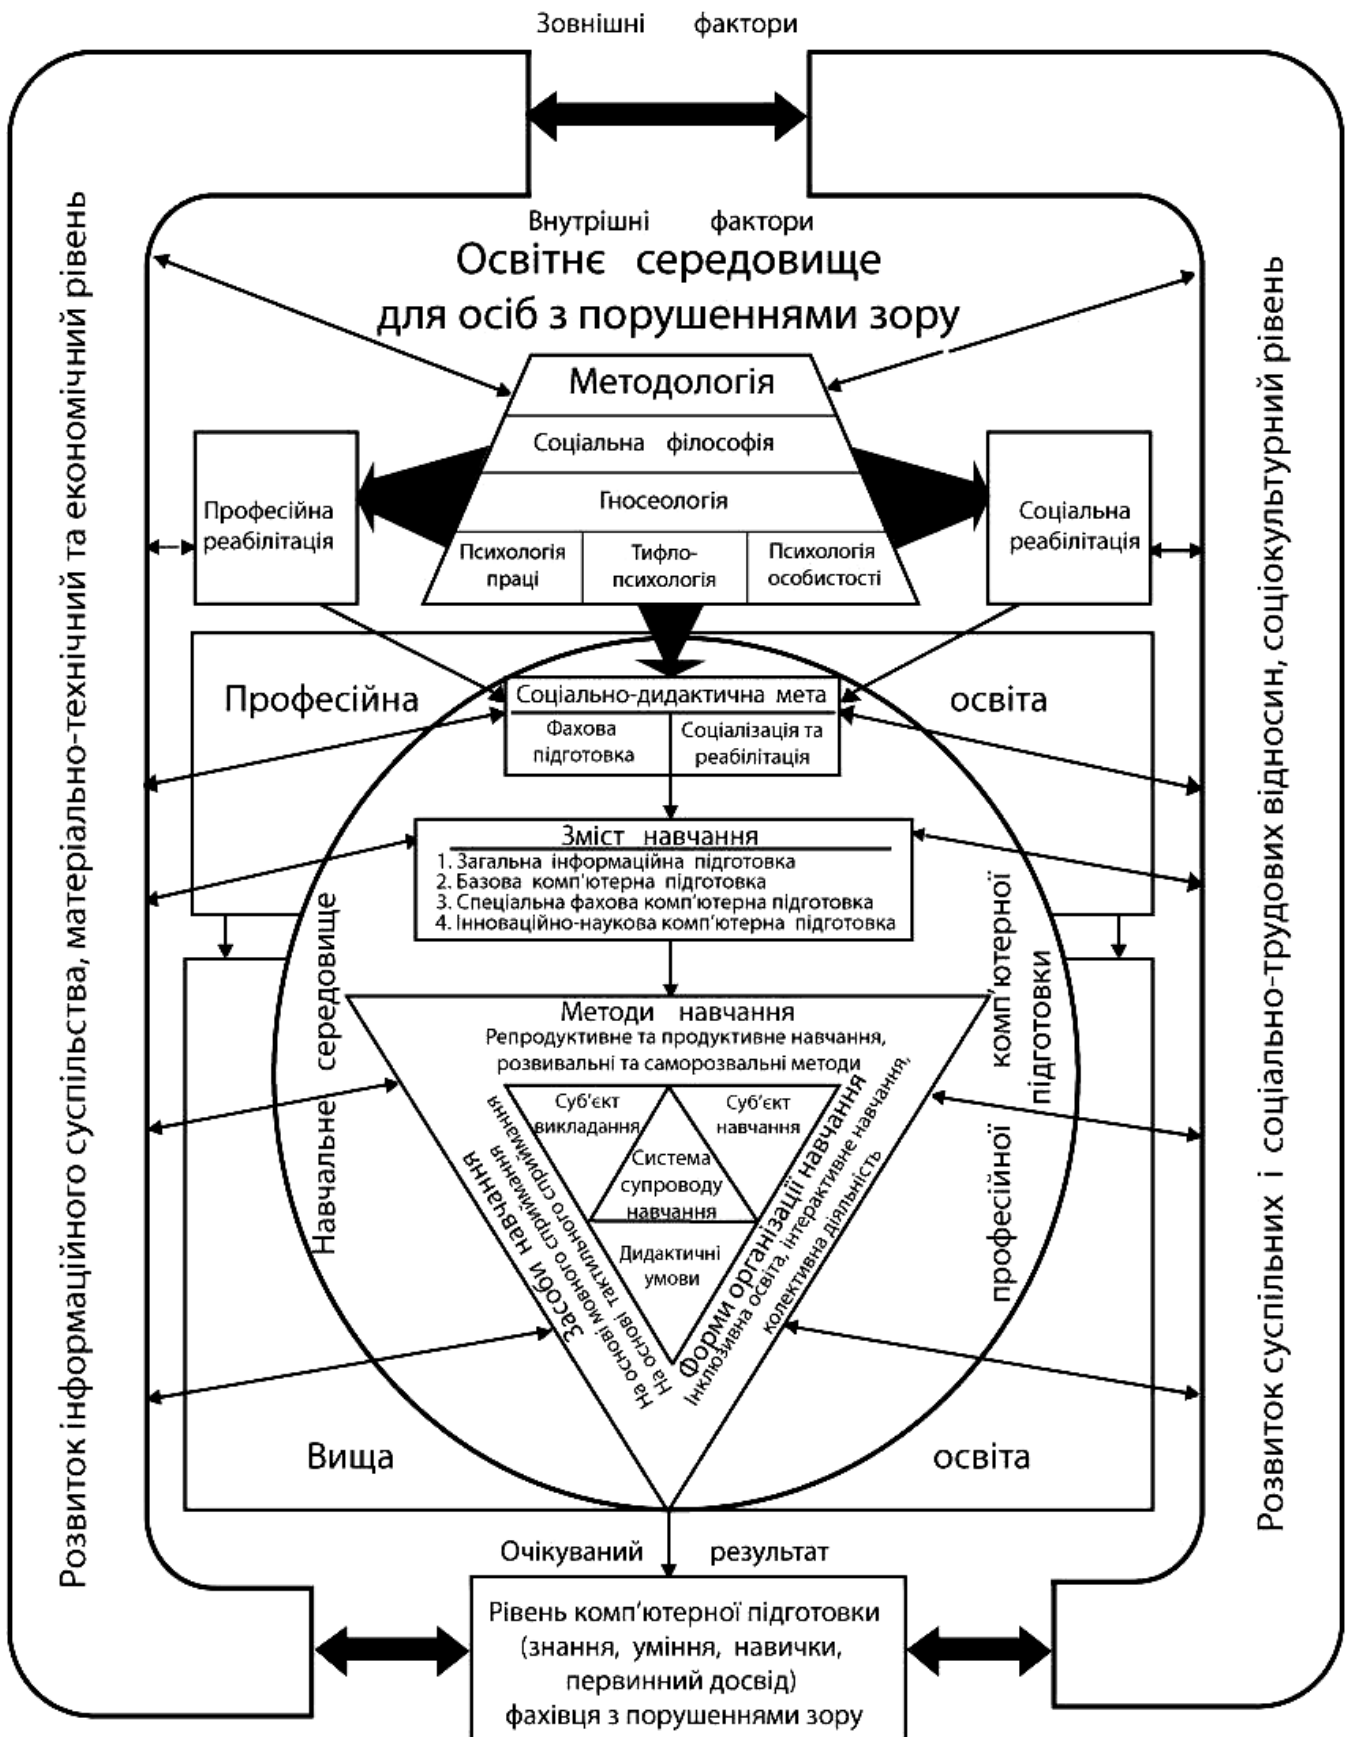 Зовнішні фактори
Розвиток інформаційного суспільства, матеріально-технічний та економічний рівень
Розвиток суспільних і соціально-трудових відносин, соціокультурний рівень
Внутрішні фактори
Освітнє середовище
для осіб з порушеннями зору
Методологія
Соціальна філософія
Гносеологія
Психологія
праці
Тифло-
психологія
Психологія
особистості
Професійна
реабілітація
Соціальна
реабілітація
Професійна освіта
Соціально-дидактична мета
Фахова
підготовка
Соціалізація та
реабілітація
Зміст навчання
1. Загальна інформаційна підготовка
2. Базова комп'ютерна підготовка
3. Спеціальна фахова комп'ютерна підготовка
4. Інноваційно-наукова комп'ютерна підготовка
Навчальне середовище
професійної комп'ютерної
підготовки
Методи навчання
Репродуктивне та продуктивне навчання,
розвивальні та саморозвальні методи
Суб'єкт
викладання
Суб'єкт
навчання
Система
супроводу
навчання
Дидактичні
умови
Засоби навчання
На основі мовного сприймання
На основі тактильного сприймання
Форми організації навчання
Інклюзивна освіта, інтерактивне навчання,
колективна діяльність
Вища освіта
Очікуваний результат
Рівень комп'ютерної підготовки
(знання, уміння, навички,
первинний досвід)
фахівця з порушеннями зору